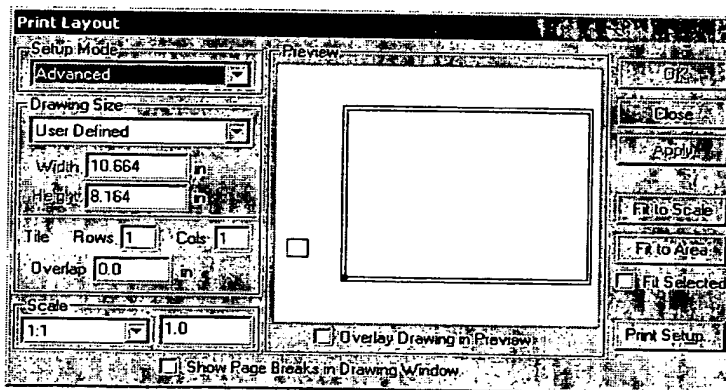 Print Layout
Setup Mode
Advanced
Drawing Size
User Defined
Width 10.664 in
Height 8.164 in
Tile Rows 1 Cols 1
Overlap 0.0 in
Scale
1:1 1.0
Preview
Overlay Drawing in Preview
Show Page Breaks in Drawing Window
OK
Close
Apply
Fit to Scale
Fit to Area
Fit Selected
Print Setup